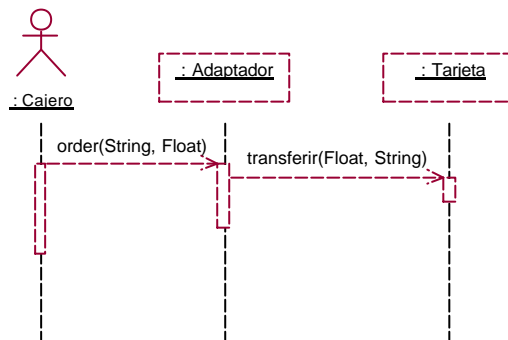 : Adaptador
: Tarjeta
: Cajero
order(String, Float)
transferir(Float, String)